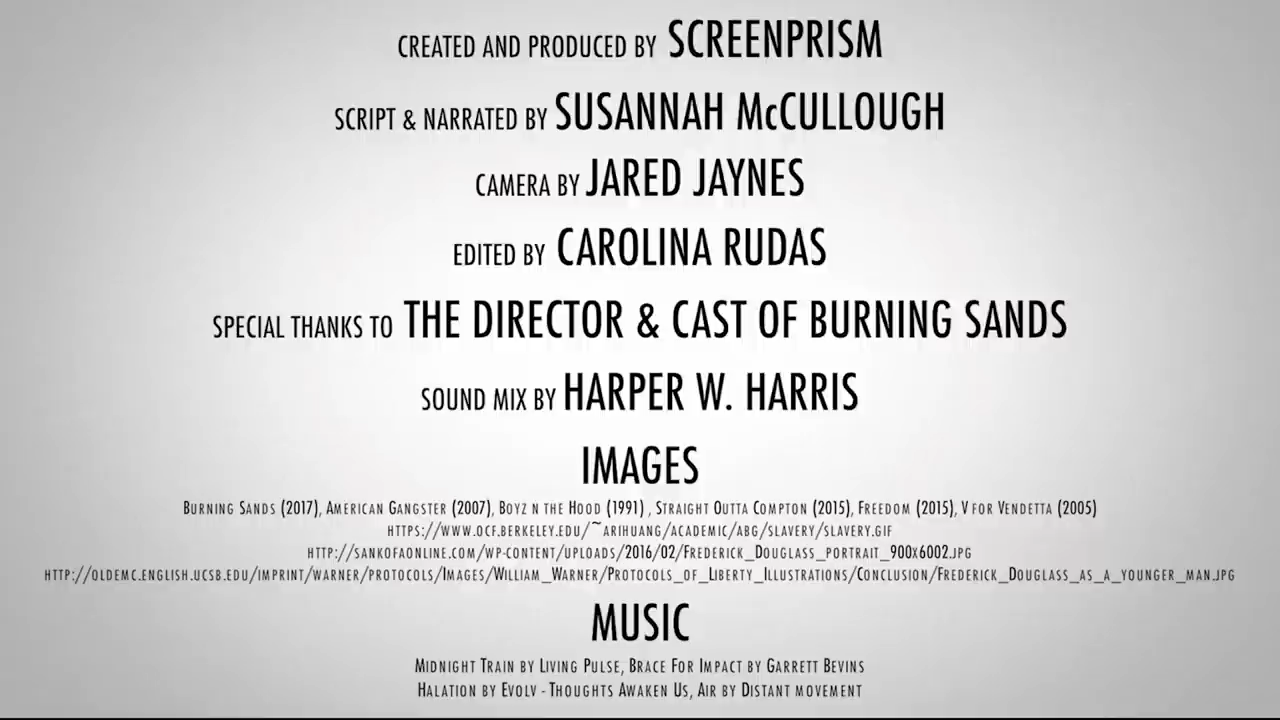 CREATED AND PRODUCED BY SCREENPRISM
SCRIPT & NARRATED BY SUSANNAH McCULLOUGH
CAMERA BY JARED JAYNES
EDITED BY CAROLINA RUDAS
SPECIAL THANKS TO THE DIRECTOR & CAST OF BURNING SANDS
SOUND MIX BY HARPER W. HARRIS
IMAGES
BURNING SANDS (2017), AMERICAN GANGSTER (2007), BOYZ N THE HOOD (1991) , STRAIGHT OUTTA COMPTON (2015), FREEDOM (2015), V FOR VENDETTA (2005)
HTTPS://WWW.OCF.BERKELEY.EDU/~ARIHUANG/ACADEMIC/ABG/SLAVERY/SLAVERY.GIF
HTTP://SANKOFAONLINE.COM/WP-CONTENT/UPLOADS/2016/02/FREDERICK_DOUGLASS_PORTRAIT_900X6002.JPG
HTTP://OLDEMC.ENGLISH.UCSB.EDU/IMPRINT/WARNER/PROTOCOLS/IMAGES/WILLIAM_WARNER/PROTOCOLS_OF_LIBERTY_ILLUSTRATIONS/CONCLUSION/FREDERICK_DOUGLASS_AS_A_YOUNGER_MAN.JPG
MUSIC
MIDNIGHT TRAIN BY LIVING PULSE, BRACE FOR IMPACT BY GARRETT BEVINS
HALATION BY EVOLV - THOUGHTS AWAKEN US, AIR BY DISTANT MOVEMENT